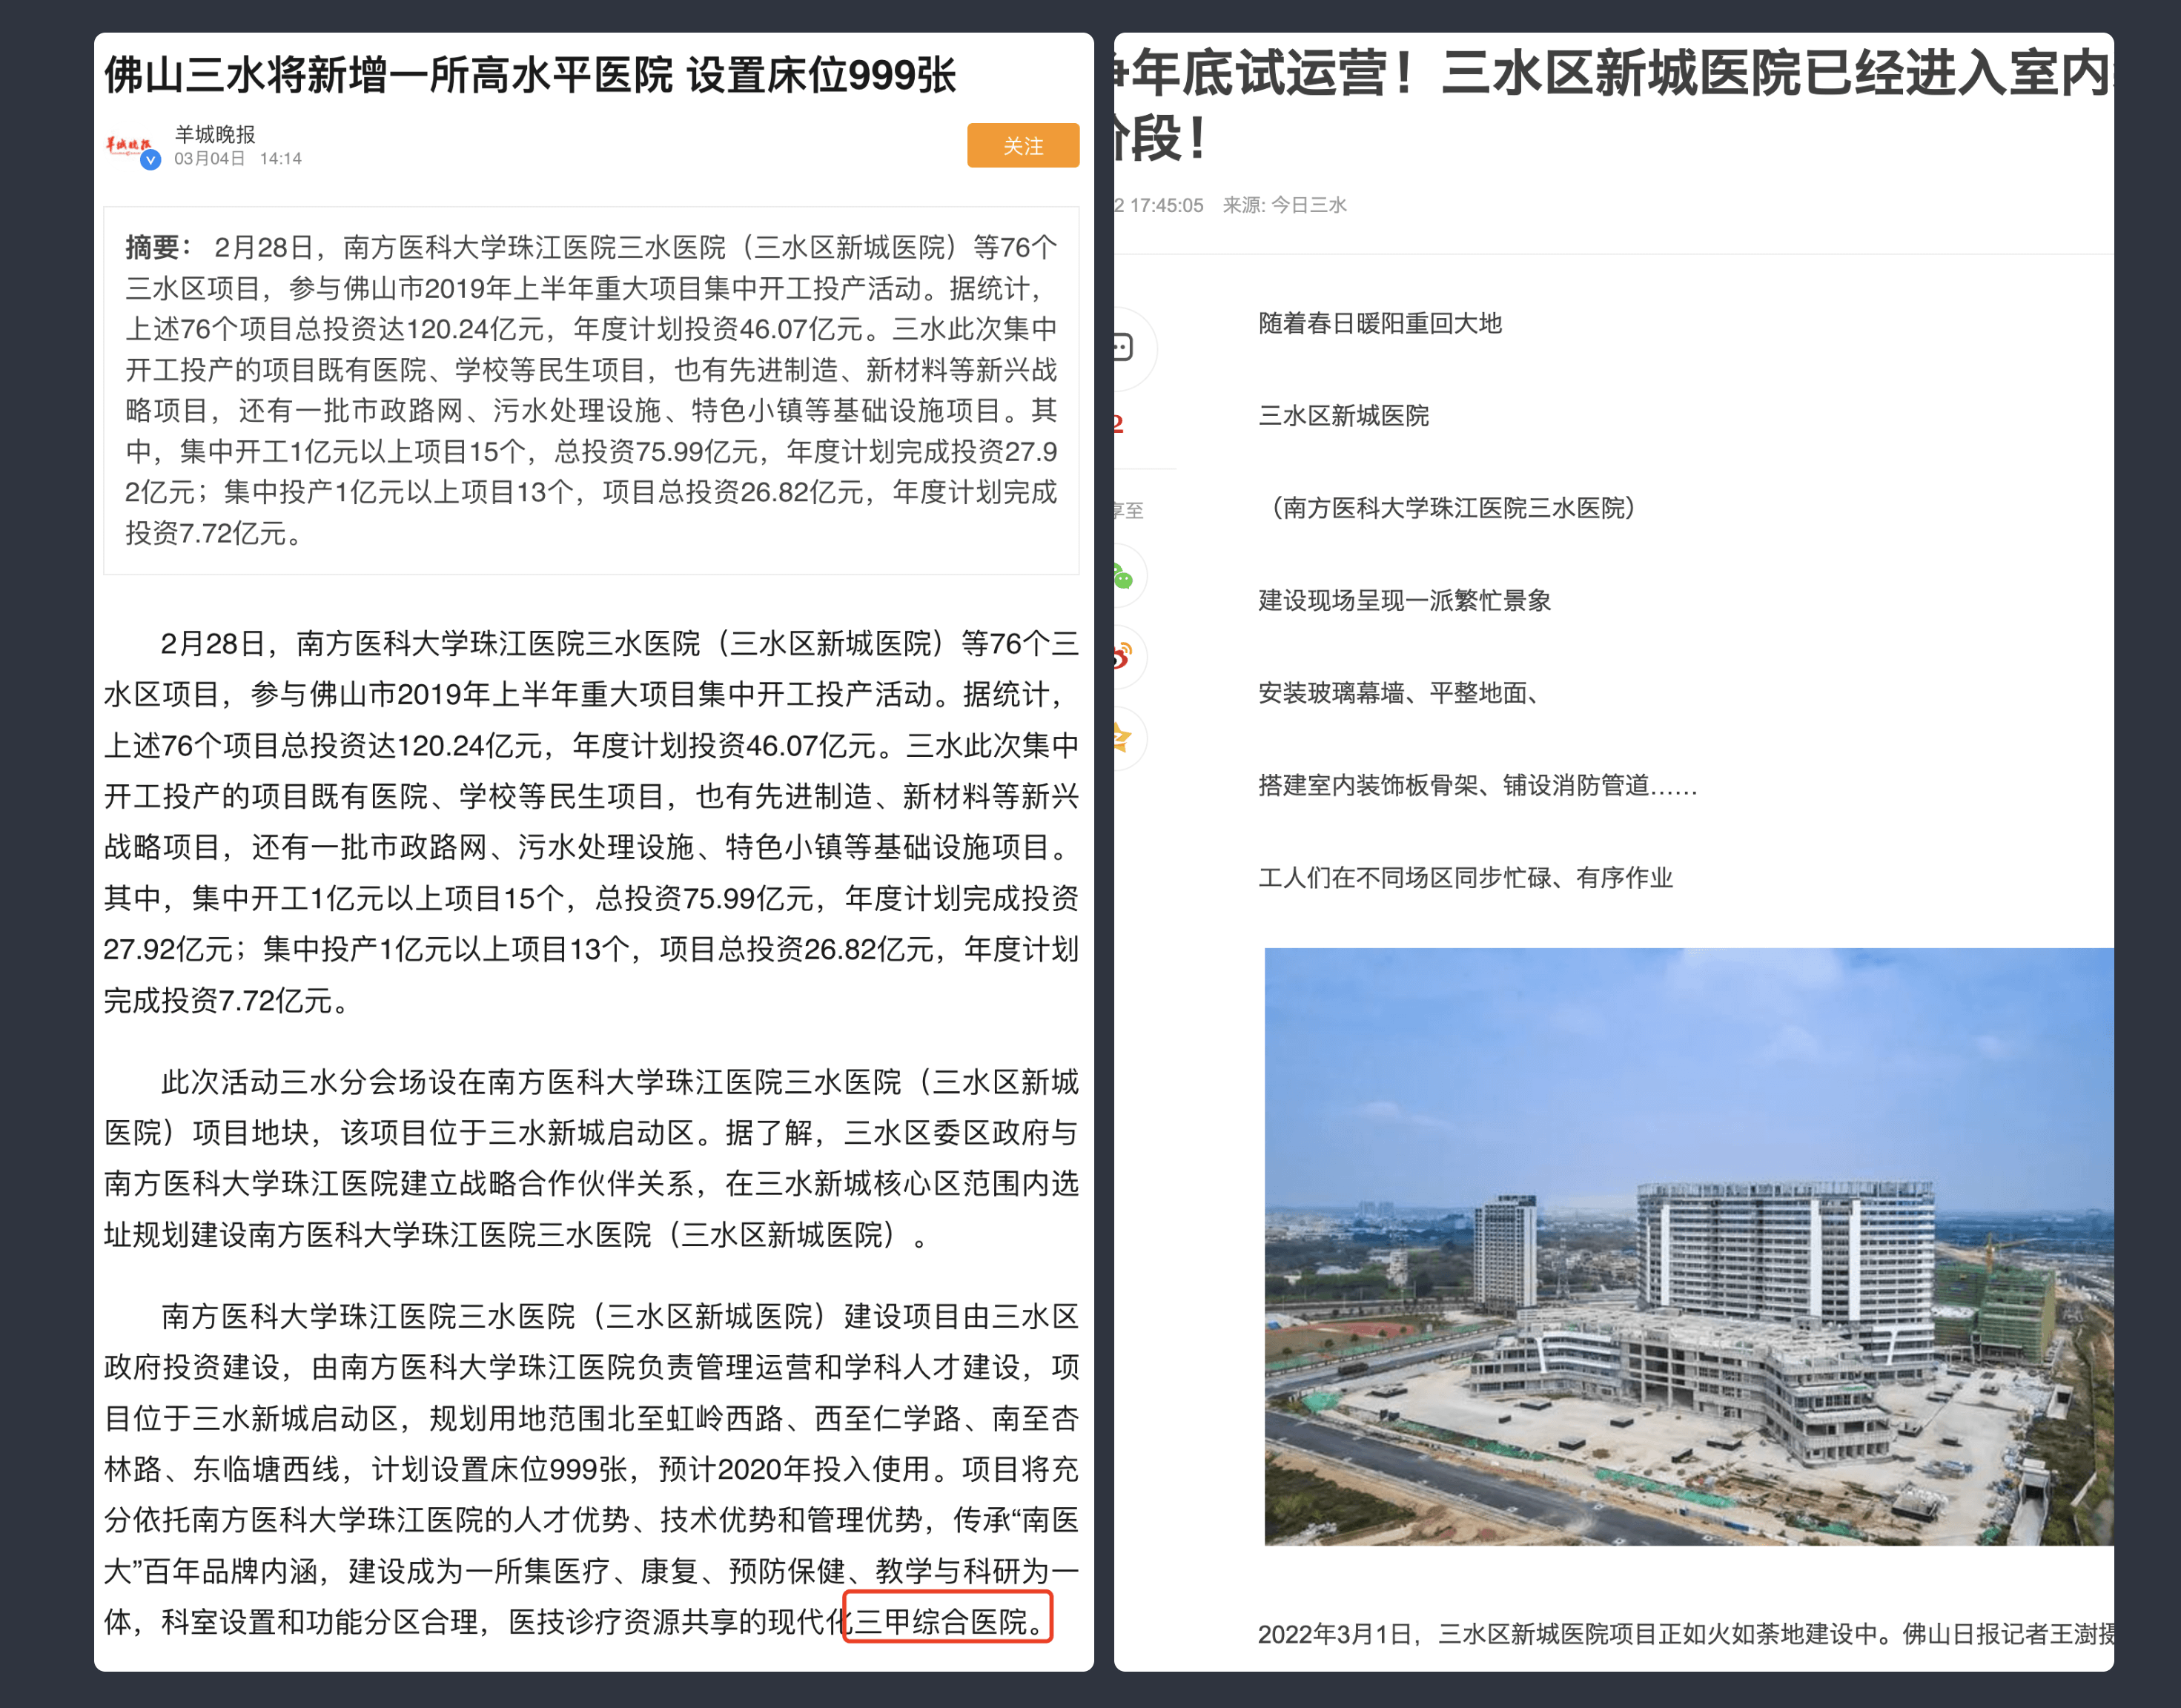 佛山三水将新增一所高水平医院 设置床位999张
羊城晚报
羊城晚报
03月04日 14:14
关注
摘要： 2月28日，南方医科大学珠江医院三水医院（三水区新城医院）等76个
三水区项目，参与佛山市2019年上半年重大项目集中开工投产活动。据统计，
上述76个项目总投资达120.24亿元，年度计划投资46.07亿元。三水此次集中
开工投产的项目既有医院、学校等民生项目，也有先进制造、新材料等新兴战
略项目，还有一批市政路网、污水处理设施、特色小镇等基础设施项目。其
中，集中开工1亿元以上项目15个，总投资75.99亿元，年度计划完成投资27.9
2亿元；集中投产1亿元以上项目13个，项目总投资26.82亿元，年度计划完成
投资7.72亿元。
2月28日，南方医科大学珠江医院三水医院（三水区新城医院）等76个三
水区项目，参与佛山市2019年上半年重大项目集中开工投产活动。据统计，
上述76个项目总投资达120.24亿元，年度计划投资46.07亿元。三水此次集中
开工投产的项目既有医院、学校等民生项目，也有先进制造、新材料等新兴
战略项目，还有一批市政路网、污水处理设施、特色小镇等基础设施项目。
其中，集中开工1亿元以上项目15个，总投资75.99亿元，年度计划完成投资
27.92亿元；集中投产1亿元以上项目13个，项目总投资26.82亿元，年度计划
完成投资7.72亿元。
此次活动三水分会场设在南方医科大学珠江医院三水医院（三水区新城
医院）项目地块，该项目位于三水新城启动区。据了解，三水区委区政府与
南方医科大学珠江医院建立战略合作伙伴关系，在三水新城核心区范围内选
址规划建设南方医科大学珠江医院三水医院（三水区新城医院）。
南方医科大学珠江医院三水医院（三水区新城医院）建设项目由三水区
政府投资建设，由南方医科大学珠江医院负责管理运营和学科人才建设，项
目位于三水新城启动区，规划用地范围北至虹岭西路、西至仁学路、南至杏
林路、东临塘西线，计划设置床位999张，预计2020年投入使用。项目将充
分依托南方医科大学珠江医院的人才优势、技术优势和管理优势，传承“南医
大”百年品牌内涵，建设成为一所集医疗、康复、预防保健、教学与科研为一
体，科室设置和功能分区合理，医技诊疗资源共享的现代化三甲综合医院。
年底试运营！三水区新城医院已经进入室内
段！
2 17:45:05 来源: 今日三水
2
享至
随着春日暖阳重回大地
三水区新城医院
（南方医科大学珠江医院三水医院）
建设现场呈现一派繁忙景象
安装玻璃幕墙、平整地面、
搭建室内装饰板骨架、铺设消防管道……
工人们在不同场区同步忙碌、有序作业
2022年3月1日，三水区新城医院项目正如火如荼地建设中。佛山日报记者王澍摄